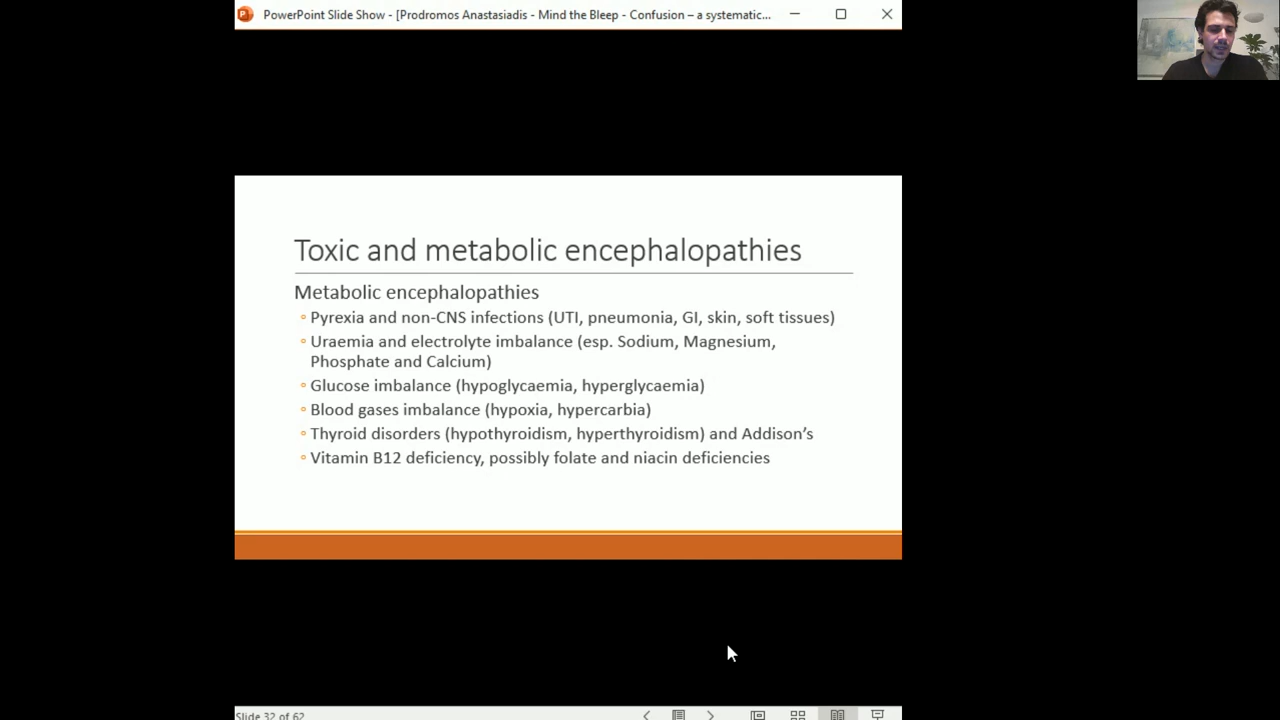 PowerPoint Slide Show - [Prodromos Anastasiadis - Mind the Bleep - Confusion – a systematic...
Toxic and metabolic encephalopathies
Metabolic encephalopathies
Pyrexia and non-CNS infections (UTI, pneumonia, GI, skin, soft tissues)
Uraemia and electrolyte imbalance (esp. Sodium, Magnesium,
Phosphate and Calcium)
Glucose imbalance (hypoglycaemia, hyperglycaemia)
Blood gases imbalance (hypoxia, hypercarbia)
Thyroid disorders (hypothyroidism, hyperthyroidism) and Addison’s
Vitamin B12 deficiency, possibly folate and niacin deficiencies
Slide 32 of 62